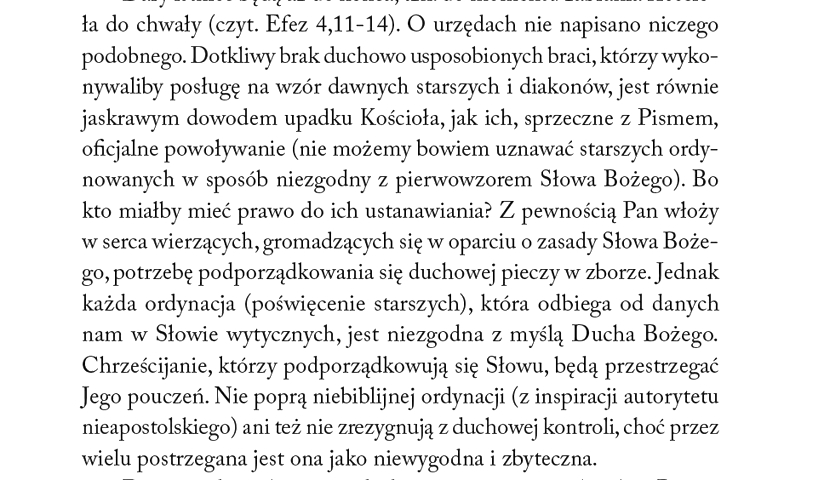 ła do chwały (czyt. Efez 4,11-14). O urzędach nie napisano niczego
podobnego. Dotkliwy brak duchowo usposobionych braci, którzy wyko-
nywaliby posługę na wzór dawnych starszych i diakonów, jest równie
jaskrawym dowodem upadku Kościoła, jak ich, sprzeczne z Pismem,
oficjalne powoływanie (nie możemy bowiem uznawać starszych ordy-
nowanych w sposób niezgodny z pierwowzorem Słowa Bożego). Bo
kto miałby mieć prawo do ich ustanawiania? Z pewnością Pan włoży
w serca wierzących, gromadzących się w oparciu o zasady Słowa Boże-
go, potrzebę podporządkowania się duchowej pieczy w zborze. Jednak
każda ordynacja (poświęcenie starszych), która odbiega od danych
nam w Słowie wytycznych, jest niezgodna z myślą Ducha Bożego.
Chrześcijanie, którzy podporządkowują się Słowu, będą przestrzegać
Jego pouczeń. Nie poprą niebiblijnej ordynacji (z inspiracji autorytetu
nieapostolskiego) ani też nie zrezygnują z duchowej kontroli, choć przez
wielu postrzegana jest ona jako niewygodna i zbyteczna.